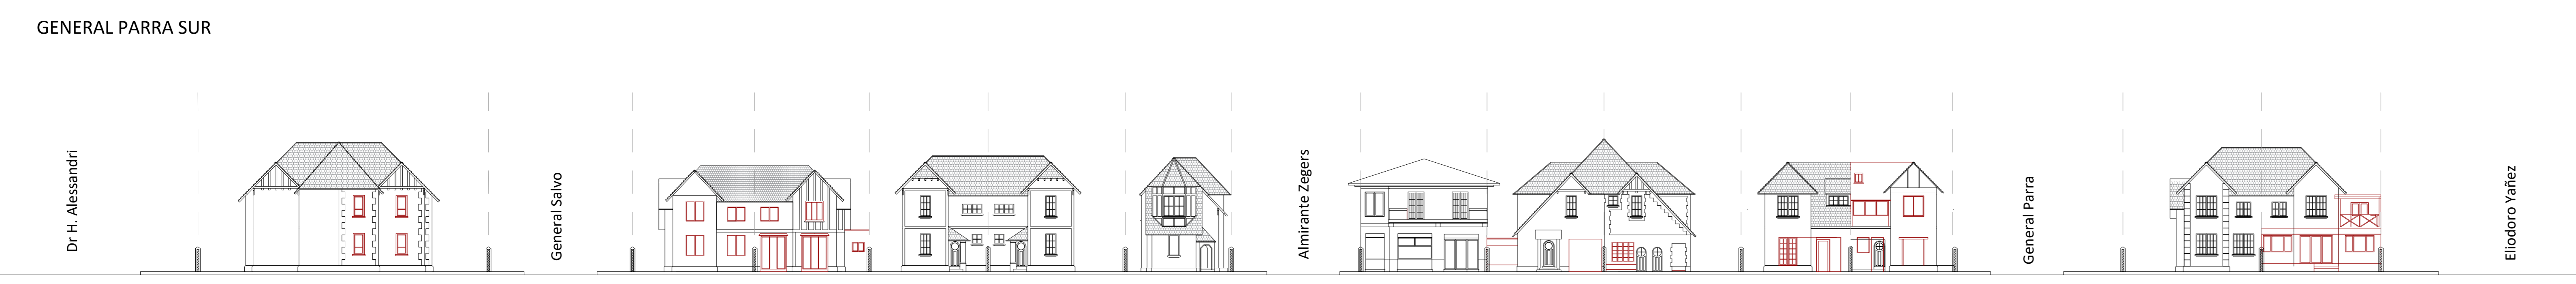 GENERAL PARRA SUR
Dr H. Alessandri
General Salvo
Almirante Zegers
General Parra
Eliodoro Yañez